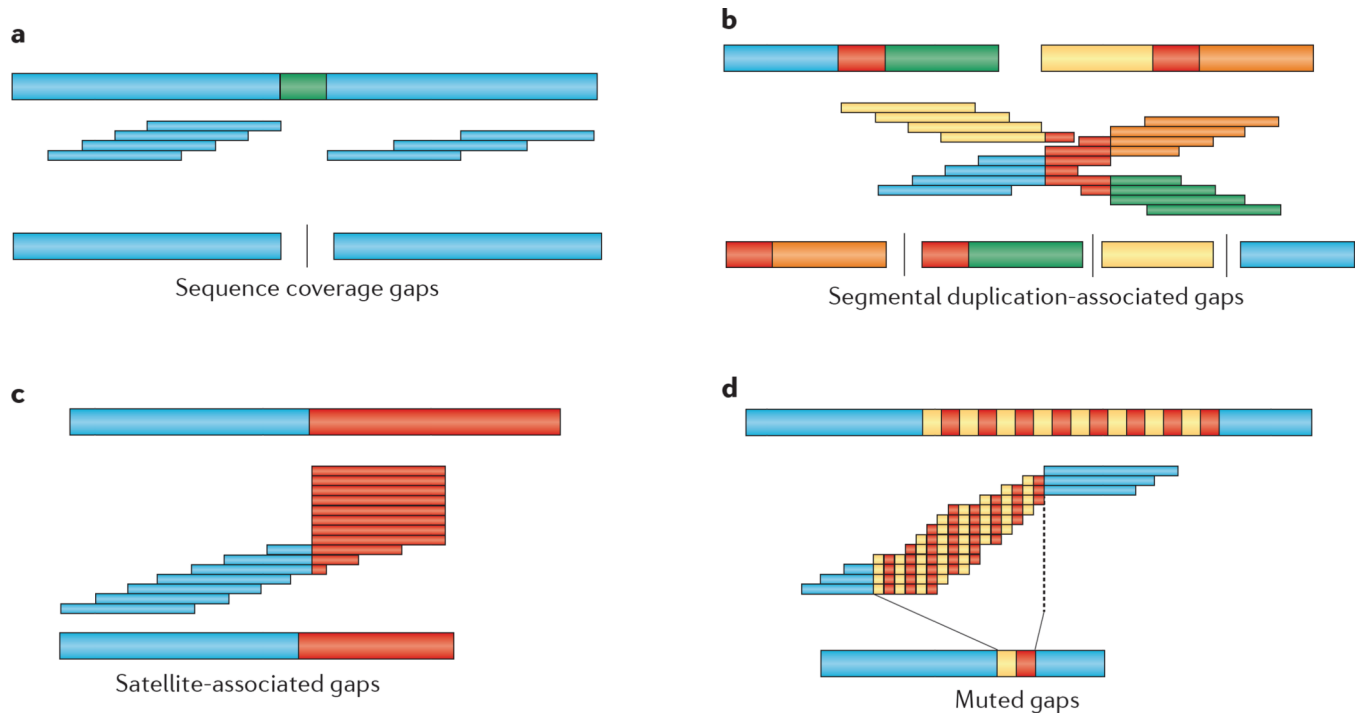 a
Sequence coverage gaps
b
Segmental duplication-associated gaps
c
Satellite-associated gaps
d
Muted gaps